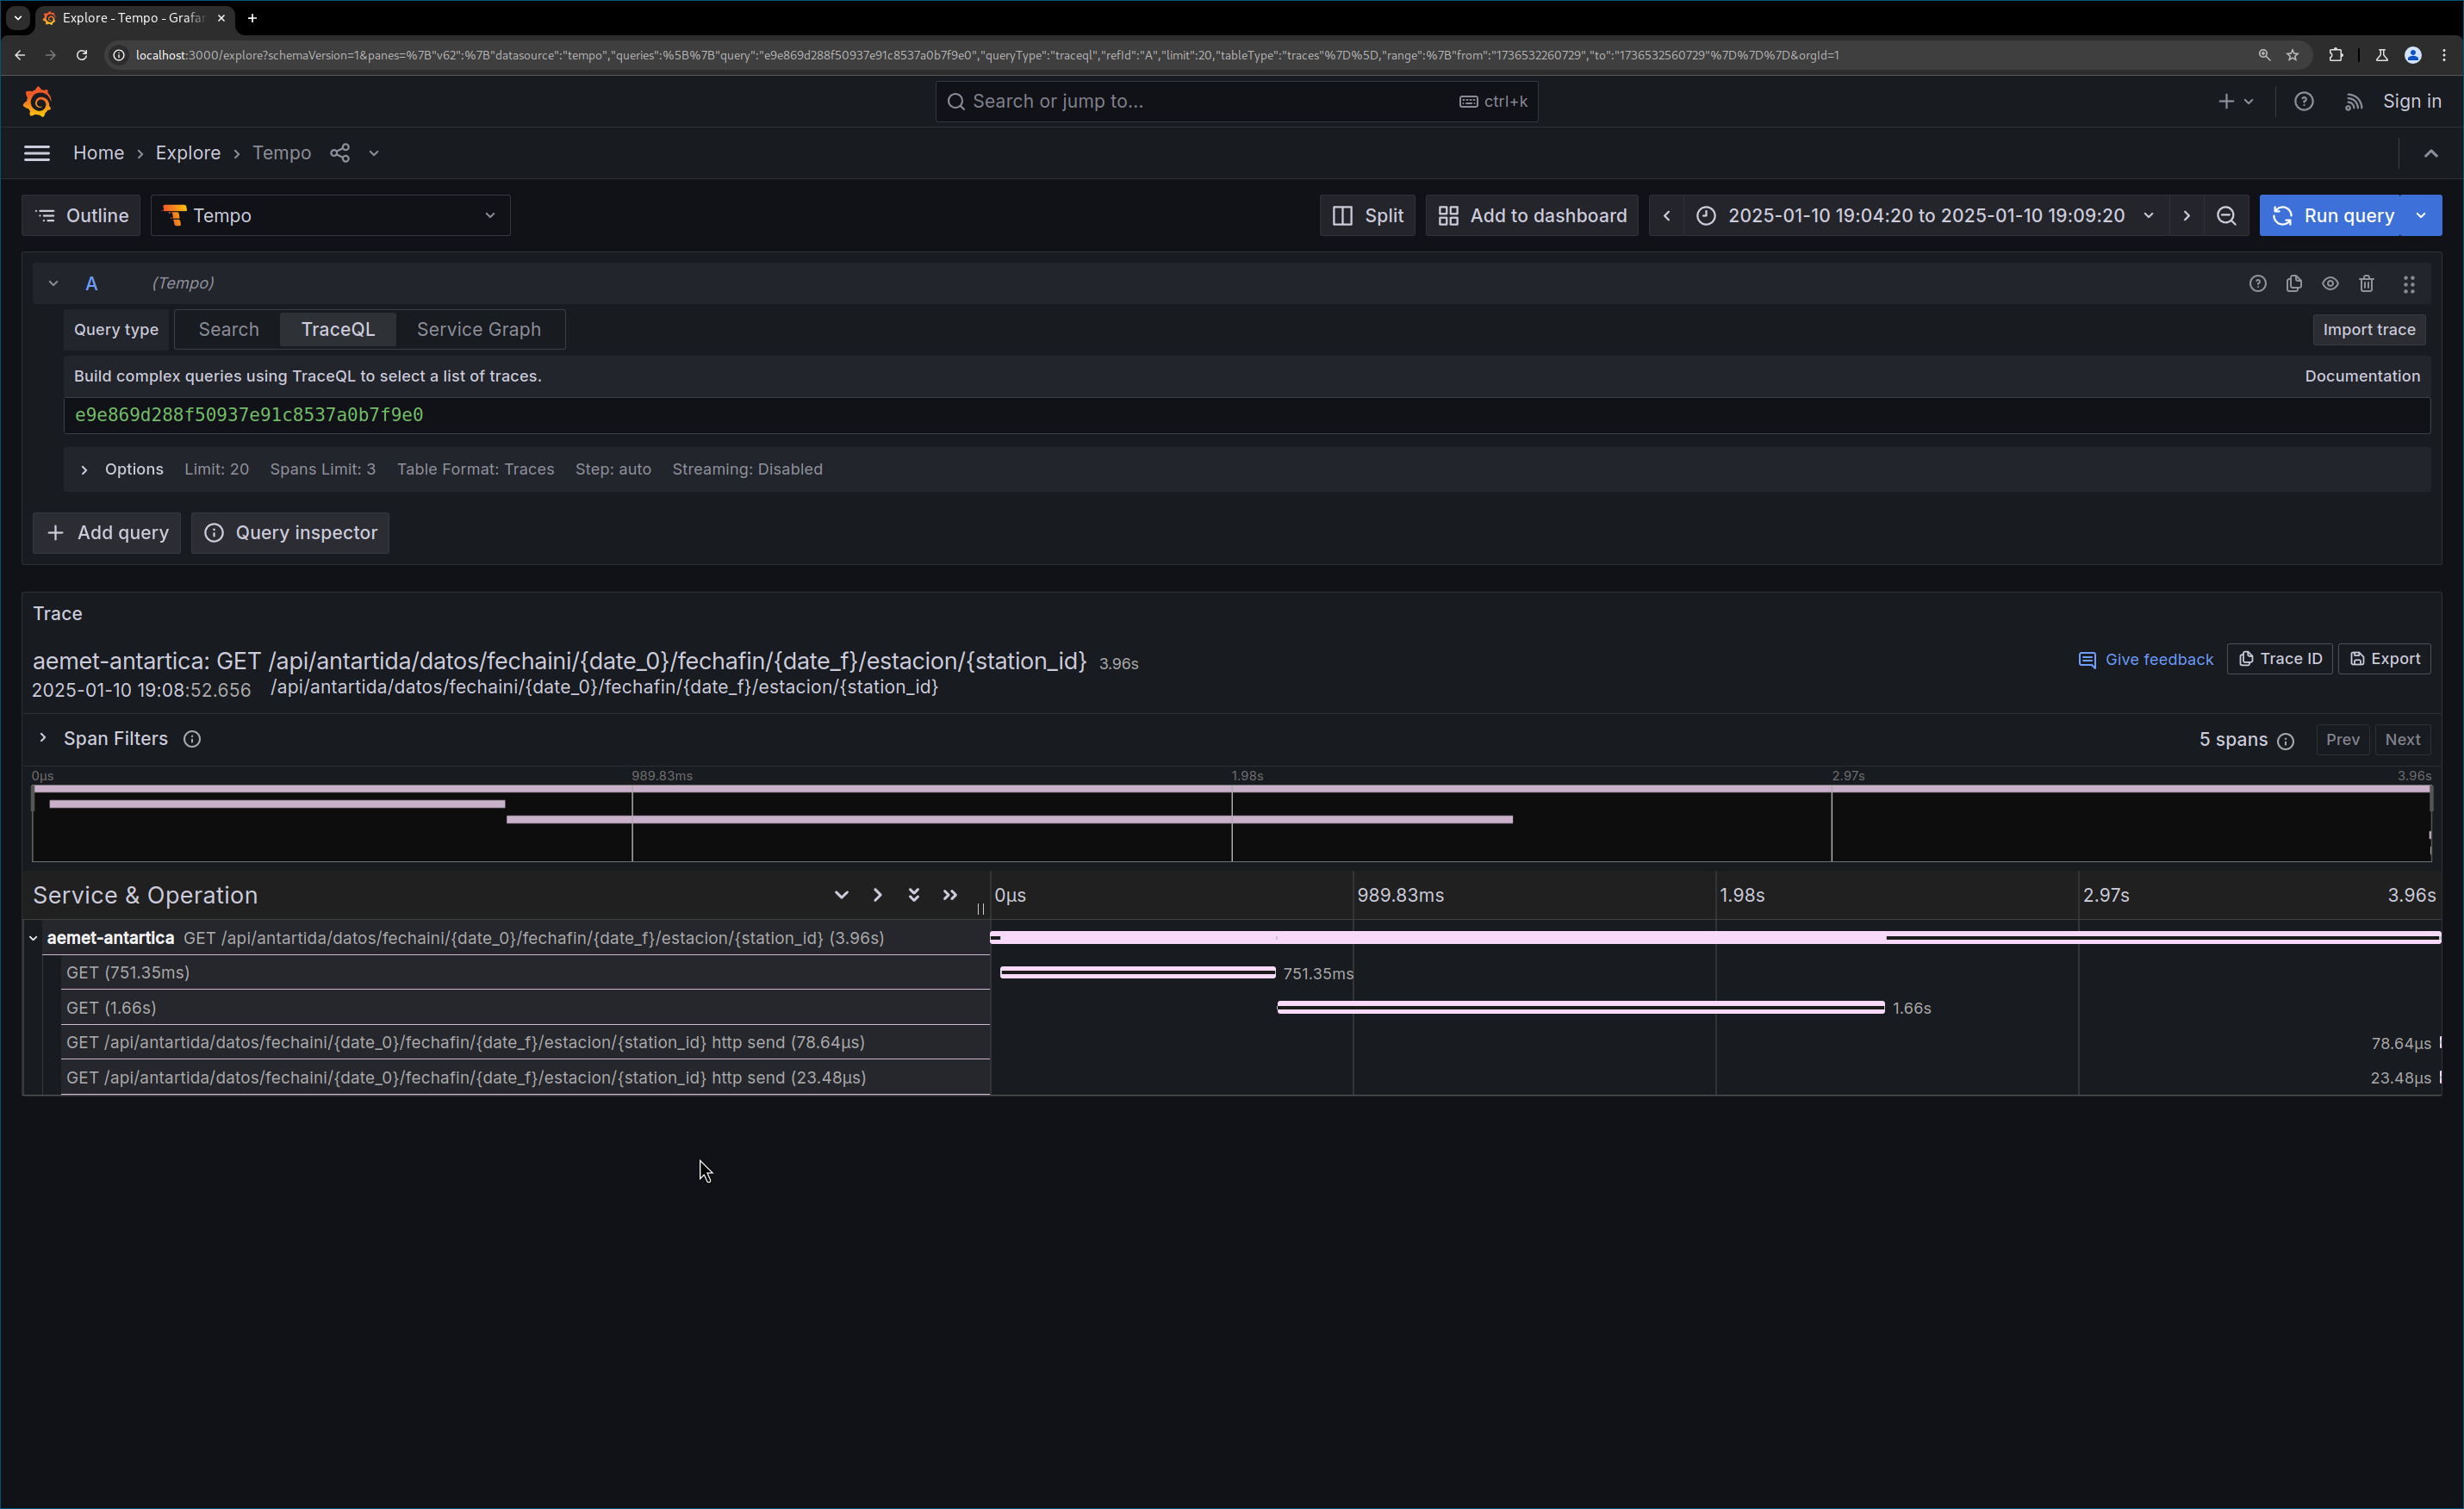 Explore - Tempo - Grafan
localhost:3000/explore?schemaVersion=1&panes=%7B"v62":%7B"datasource":"tempo","queries":%5B%7B"query":"e9e869d288f50937e91c8537a0b7f9e0","queryType":"traceql","refId":"A","limit":20,"tableType":"traces"%7D%5D,"range":%7B"from":"1736532260729","to":"1736532560729"%7D%7D%7D&orgId=1
Search or jump to... ctrl+k Sign in
Home › Explore › Tempo
Outline Tempo Split Add to dashboard 2025-01-10 19:04:20 to 2025-01-10 19:09:20 Run query
A (Tempo)
Query type Search TraceQL Service Graph Import trace
Build complex queries using TraceQL to select a list of traces. Documentation
e9e869d288f50937e91c8537a0b7f9e0
Options Limit: 20 Spans Limit: 3 Table Format: Traces Step: auto Streaming: Disabled
+ Add query Query inspector
Trace
aemet-antartica: GET /api/antartida/datos/fechaini/{date_0}/fechafin/{date_f}/estacion/{station_id} 3.96s Give feedback Trace ID Export
2025-01-10 19:08:52.656 /api/antartida/datos/fechaini/{date_0}/fechafin/{date_f}/estacion/{station_id}
Span Filters 5 spans Prev Next
0μs 989.83ms 1.98s 2.97s 3.96s
Service & Operation 0μs 989.83ms 1.98s 2.97s 3.96s
aemet-antartica GET /api/antartida/datos/fechaini/{date_0}/fechafin/{date_f}/estacion/{station_id} (3.96s)
GET (751.35ms) 751.35ms
GET (1.66s) 1.66s
GET /api/antartida/datos/fechaini/{date_0}/fechafin/{date_f}/estacion/{station_id} http send (78.64μs) 78.64μs
GET /api/antartida/datos/fechaini/{date_0}/fechafin/{date_f}/estacion/{station_id} http send (23.48μs) 23.48μs